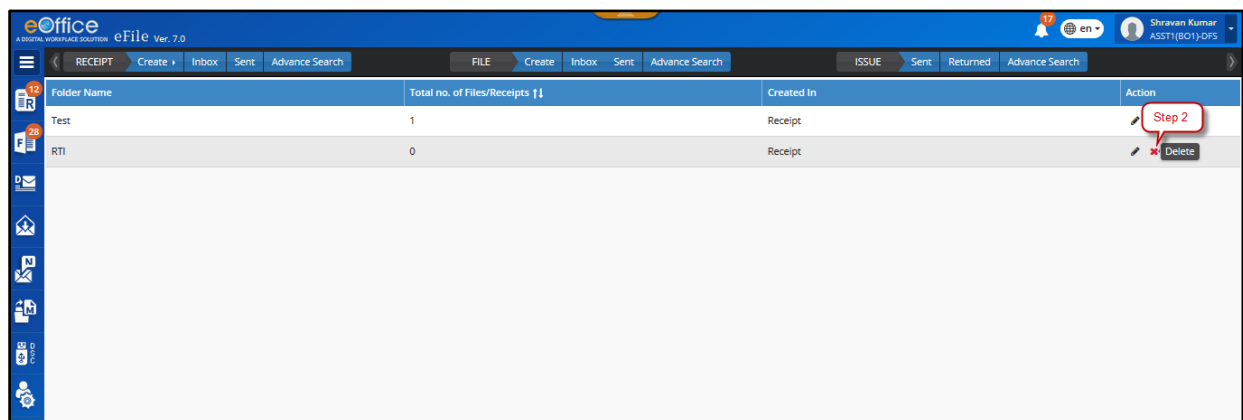 eOffice
A DIGITAL WORKPLACE SOLUTION eFile Ver. 7.0
17
en
Shravan Kumar
ASST1(BO1)-DFS
RECEIPT Create Inbox Sent Advance Search FILE Create Inbox Sent Advance Search ISSUE Sent Returned Advance Search
12
R
Folder Name Total no. of Files/Receipts Created In Action
Test 1 Receipt
Step 2
28
F
RTI 0 Receipt Delete
D
N
M
DSC